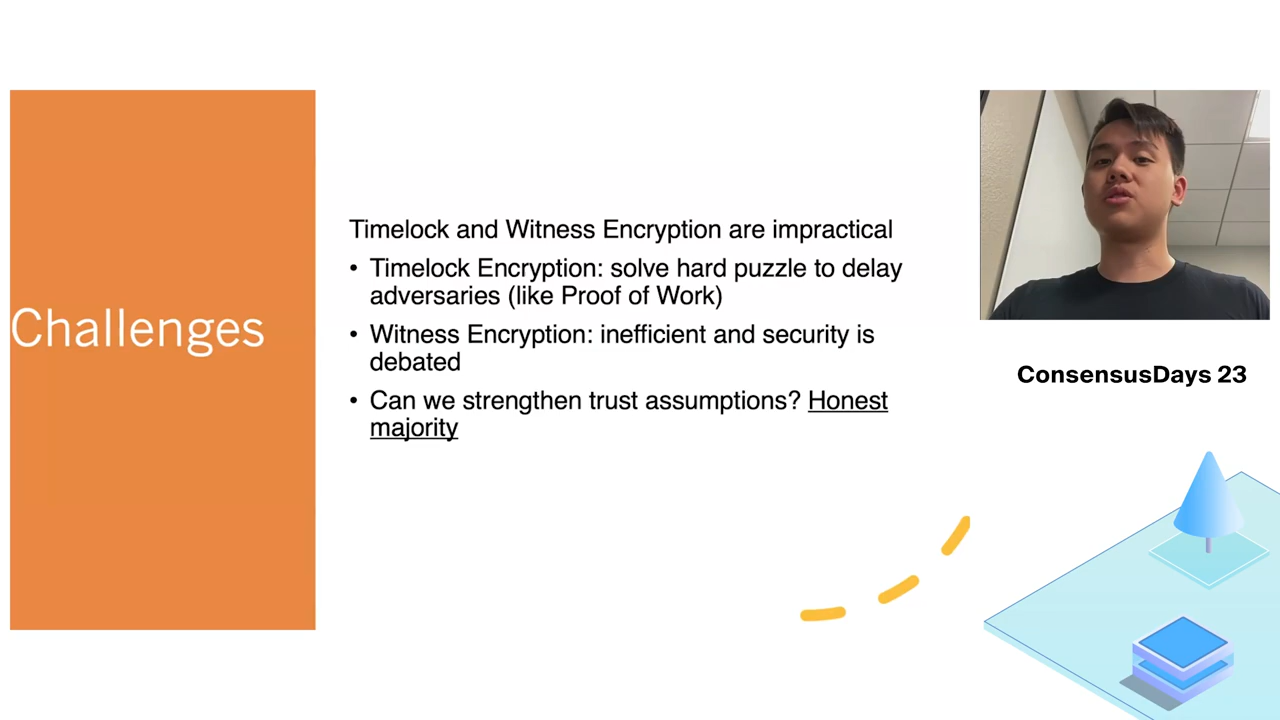 Challenges
Timelock and Witness Encryption are impractical
• Timelock Encryption: solve hard puzzle to delay
adversaries (like Proof of Work)
• Witness Encryption: inefficient and security is
debated
• Can we strengthen trust assumptions? Honest
majority
ConsensusDays 23